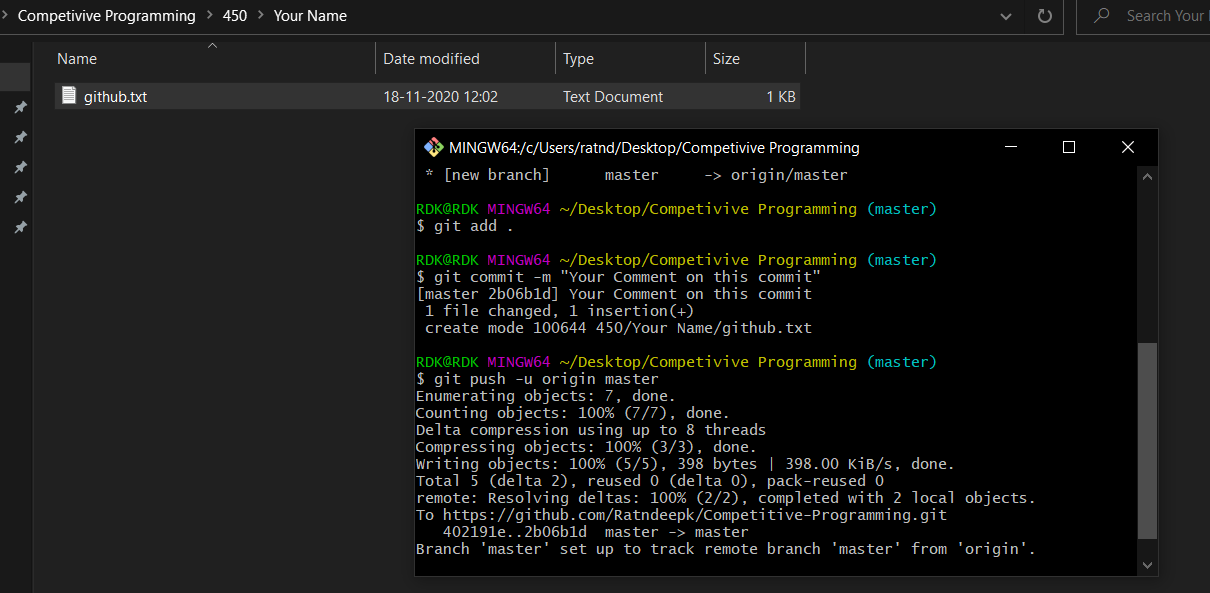 Competivive Programming > 450 > Your Name
Search Your
Name Date modified Type Size
github.txt 18-11-2020 12:02 Text Document 1 KB
MINGW64:/c/Users/ratnd/Desktop/Competivive Programming
* [new branch]      master     -> origin/master
RDK@RDK MINGW64 ~/Desktop/Competivive Programming (master)
$ git add .
RDK@RDK MINGW64 ~/Desktop/Competivive Programming (master)
$ git commit -m "Your Comment on this commit"
[master 2b06b1d] Your Comment on this commit
1 file changed, 1 insertion(+)
create mode 100644 450/Your Name/github.txt
RDK@RDK MINGW64 ~/Desktop/Competivive Programming (master)
$ git push -u origin master
Enumerating objects: 7, done.
Counting objects: 100% (7/7), done.
Delta compression using up to 8 threads
Compressing objects: 100% (3/3), done.
Writing objects: 100% (5/5), 398 bytes | 398.00 KiB/s, done.
Total 5 (delta 2), reused 0 (delta 0), pack-reused 0
remote: Resolving deltas: 100% (2/2), completed with 2 local objects.
To https://github.com/Ratndeepk/Competitive-Programming.git
402191e..2b06b1d  master -> master
Branch 'master' set up to track remote branch 'master' from 'origin'.